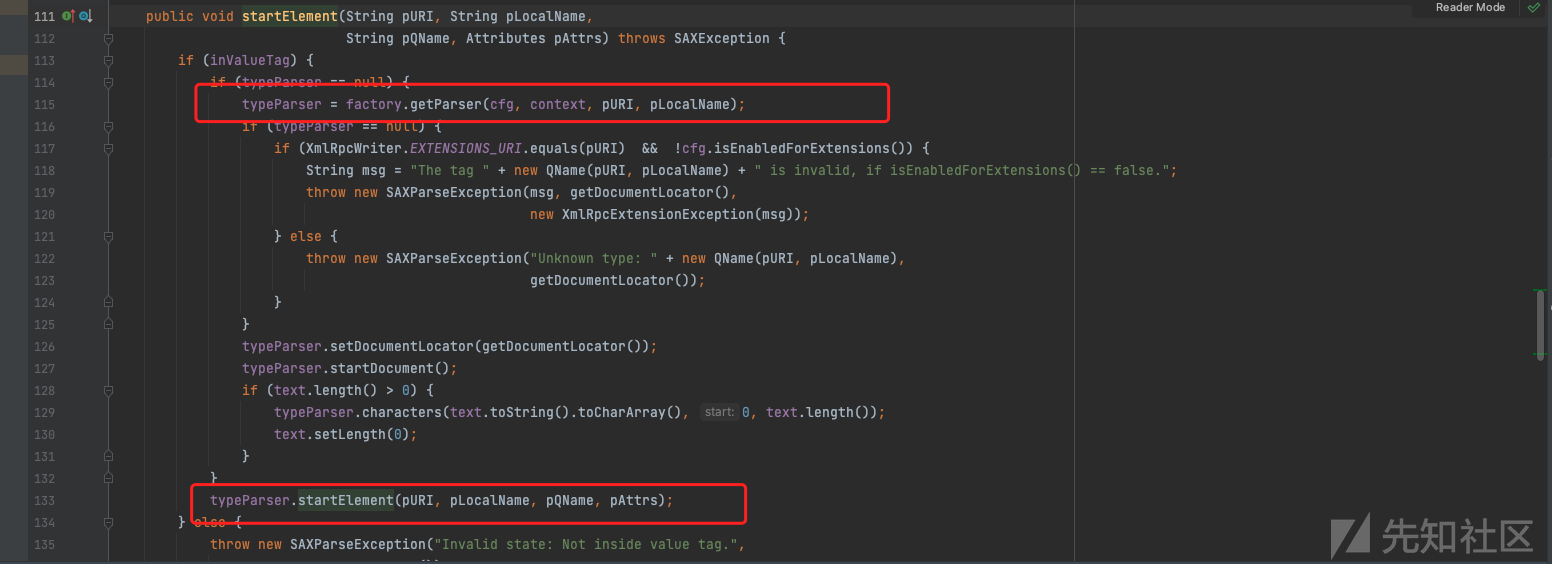 Reader Mode
111 public void startElement(String pURI, String pLocalName,
112 String pQName, Attributes pAttrs) throws SAXException {
113 if (inValueTag) {
114 if (typeParser == null) {
115 typeParser = factory.getParser(cfg, context, pURI, pLocalName);
116 if (typeParser == null) {
117 if (XmlRpcWriter.EXTENSIONS_URI.equals(pURI) && !cfg.isEnabledForExtensions()) {
118 String msg = "The tag " + new QName(pURI, pLocalName) + " is invalid, if isEnabledForExtensions() == false.";
119 throw new SAXParseException(msg, getDocumentLocator(),
120 new XmlRpcExtensionException(msg));
121 } else {
122 throw new SAXParseException("Unknown type: " + new QName(pURI, pLocalName),
123 getDocumentLocator());
124 }
125 }
126 typeParser.setDocumentLocator(getDocumentLocator());
127 typeParser.startDocument();
128 if (text.length() > 0) {
129 typeParser.characters(text.toString().toCharArray(), start: 0, text.length());
130 text.setLength(0);
131 }
132 }
133 typeParser.startElement(pURI, pLocalName, pQName, pAttrs);
134 } else {
135 throw new SAXParseException("Invalid state: Not inside value tag.",
先知社区